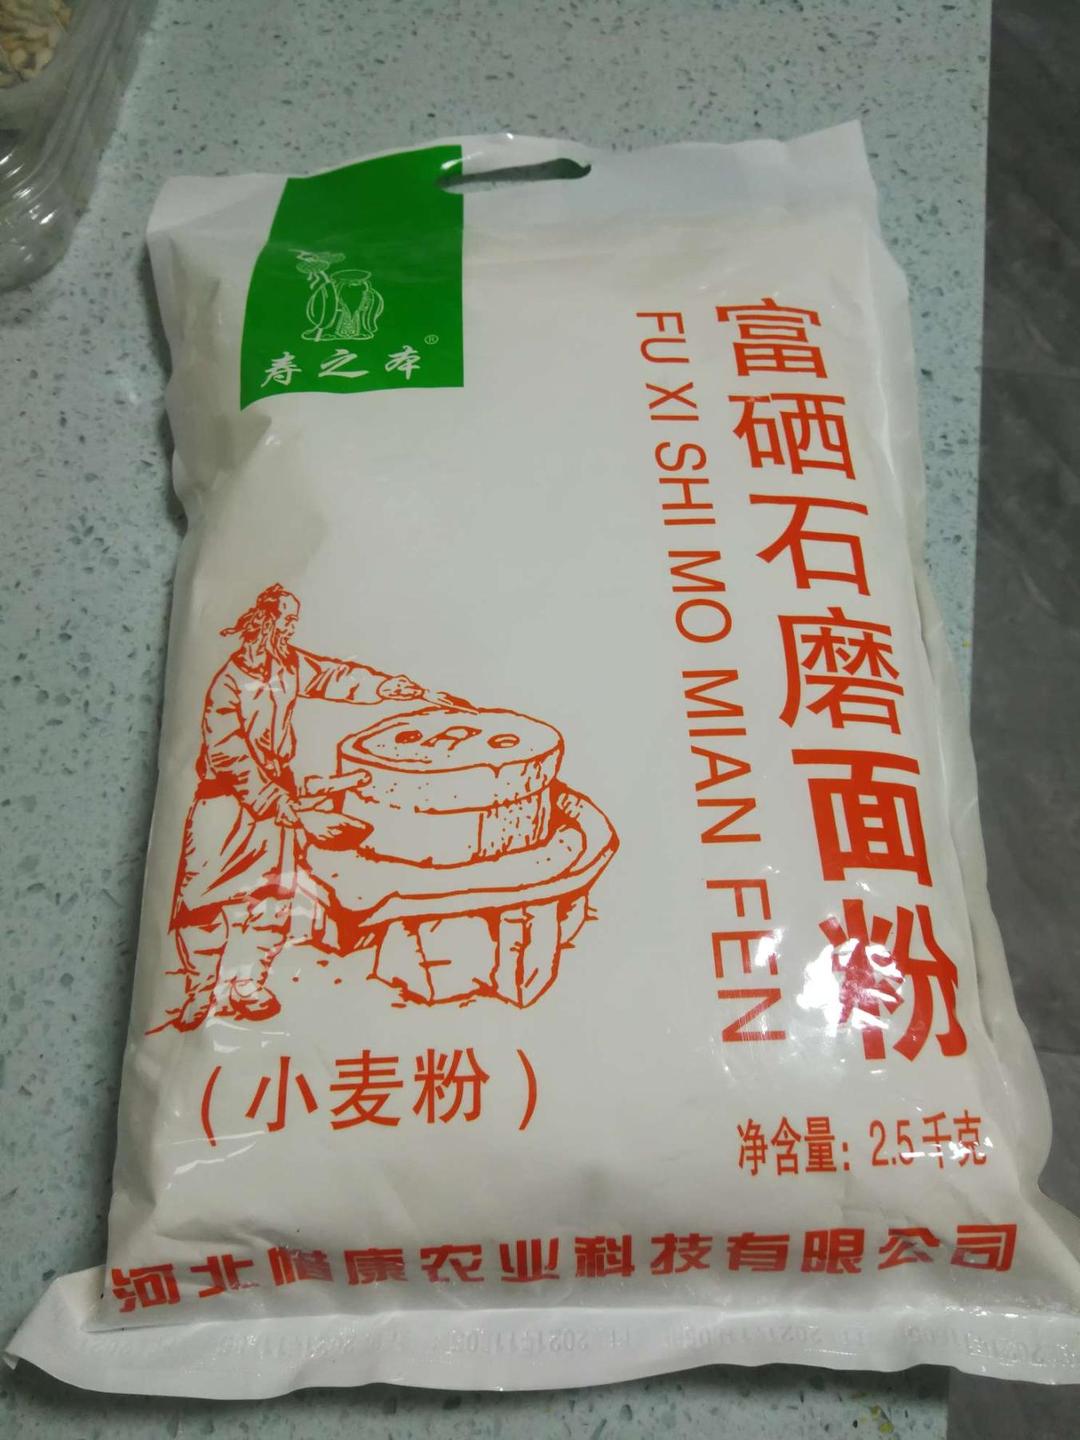 寿之本®
富硒石磨面粉
FU XI SHI MO MIAN FEN
(小麦粉)
净含量：2.5千克
河北惜康农业科技有限公司